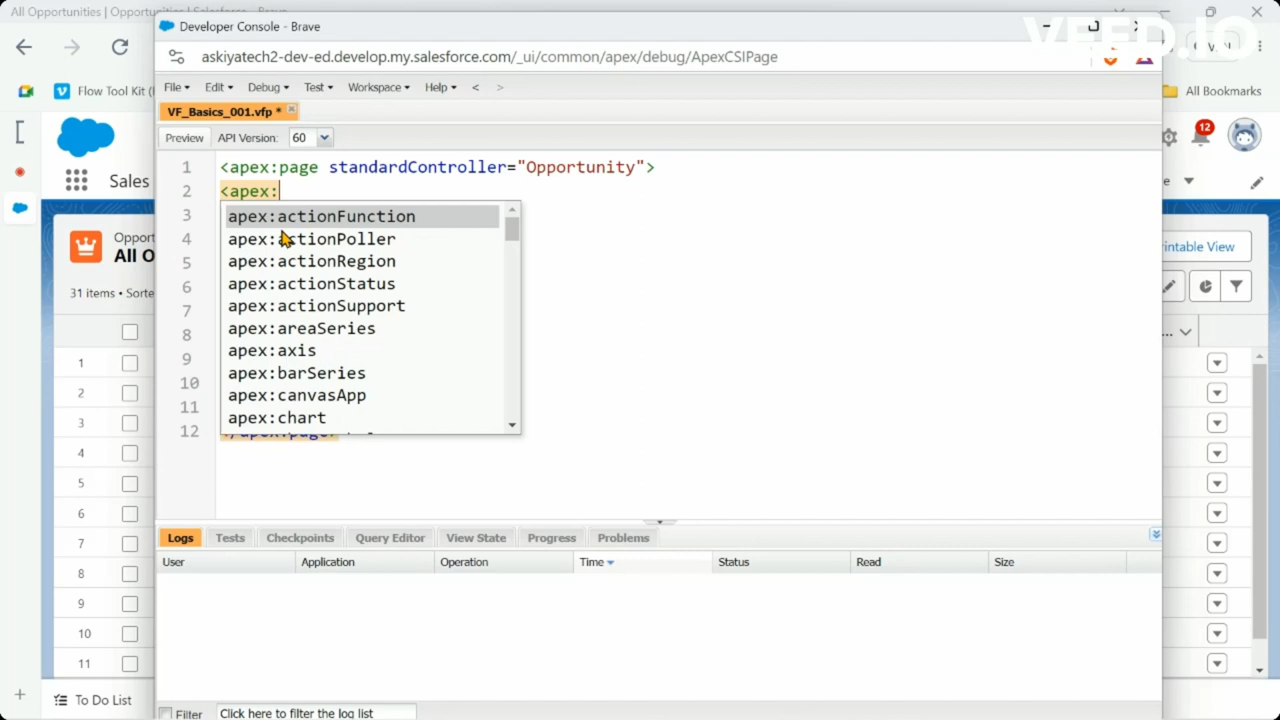 All Opportunities | Opportunities | Salesforce - Brave
Developer Console - Brave
VEED.IO
askiyatech2-dev-ed.develop.my.salesforce.com/_ui/common/apex/debug/ApexCSIPage
Flow Tool Kit (
All Bookmarks
File Edit Debug Test Workspace Help < >
VF_Basics_001.vfp *
Preview API Version: 60
12
Sales
1 <apex:page standardController="Opportunity">
2 <apex:
3
4
5
6
7
8
9
10
11
12 </apex:page>
apex:actionFunction
apex:actionPoller
apex:actionRegion
apex:actionStatus
apex:actionSupport
apex:areaSeries
apex:axis
apex:barSeries
apex:canvasApp
apex:chart
Opport
All O
31 items • Sorte
1
2
3
4
5
6
7
8
9
10
11
To Do List
rintable View
Logs Tests Checkpoints Query Editor View State Progress Problems
User Application Operation Time Status Read Size
Filter Click here to filter the log list